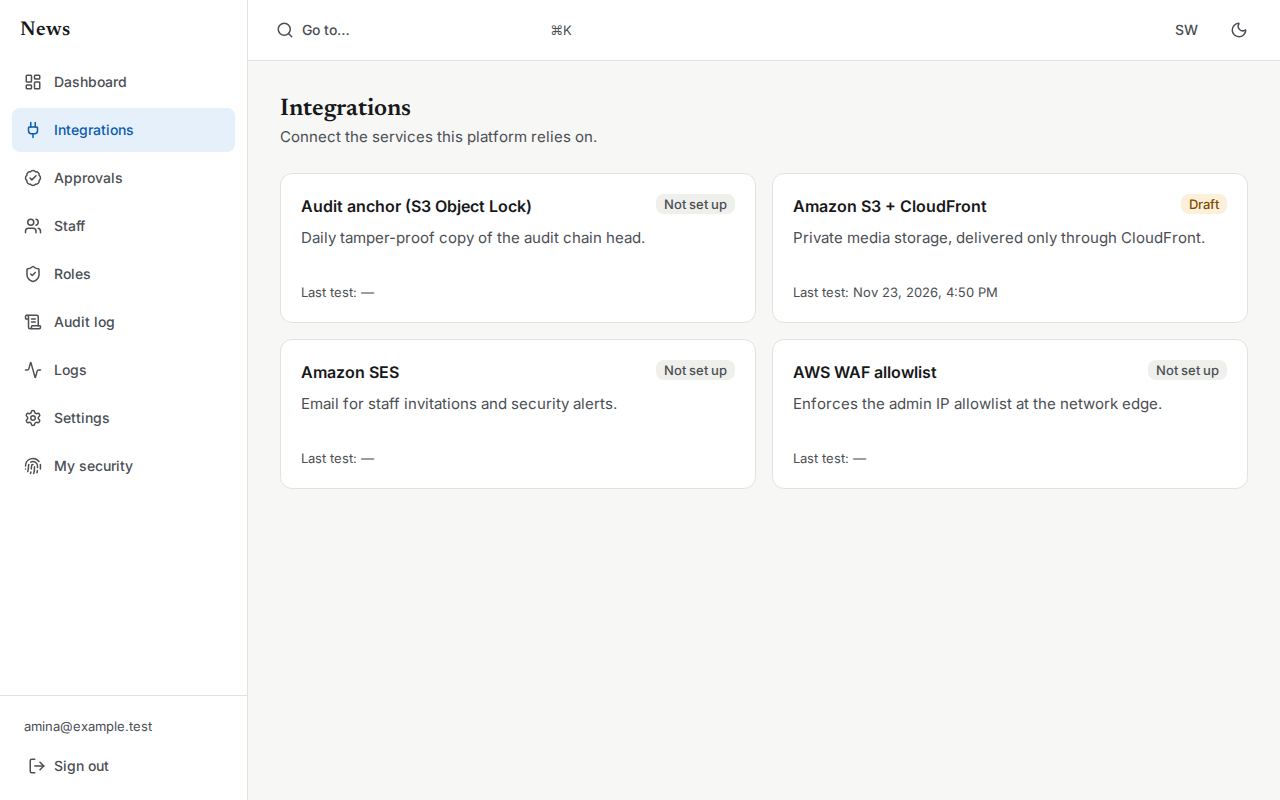 News
Go to...
⌘K
SW
Dashboard
Integrations
Approvals
Staff
Roles
Audit log
Logs
Settings
My security
amina@example.test
Sign out
Integrations
Connect the services this platform relies on.
Audit anchor (S3 Object Lock)
Not set up
Daily tamper-proof copy of the audit chain head.
Last test: —
Amazon S3 + CloudFront
Draft
Private media storage, delivered only through CloudFront.
Last test: Nov 23, 2026, 4:50 PM
Amazon SES
Not set up
Email for staff invitations and security alerts.
Last test: —
AWS WAF allowlist
Not set up
Enforces the admin IP allowlist at the network edge.
Last test: —